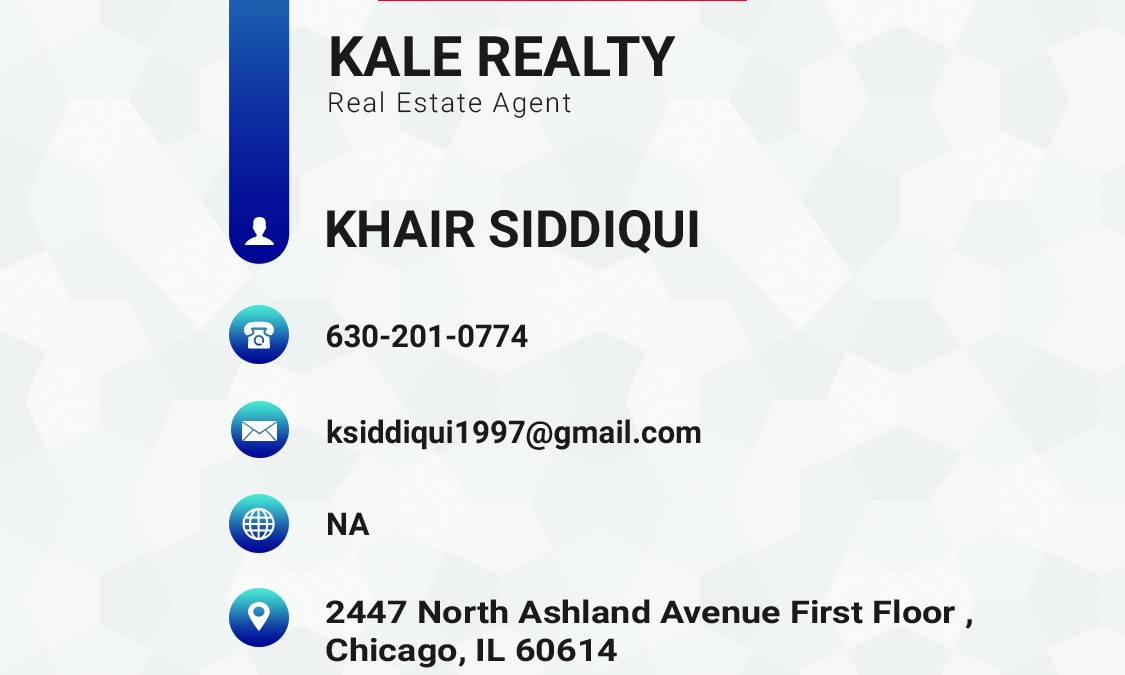 KALE REALTY
Real Estate Agent
KHAIR SIDDIQUI
630-201-0774
ksiddiqui1997@gmail.com
NA
2447 North Ashland Avenue First Floor ,
Chicago, IL 60614